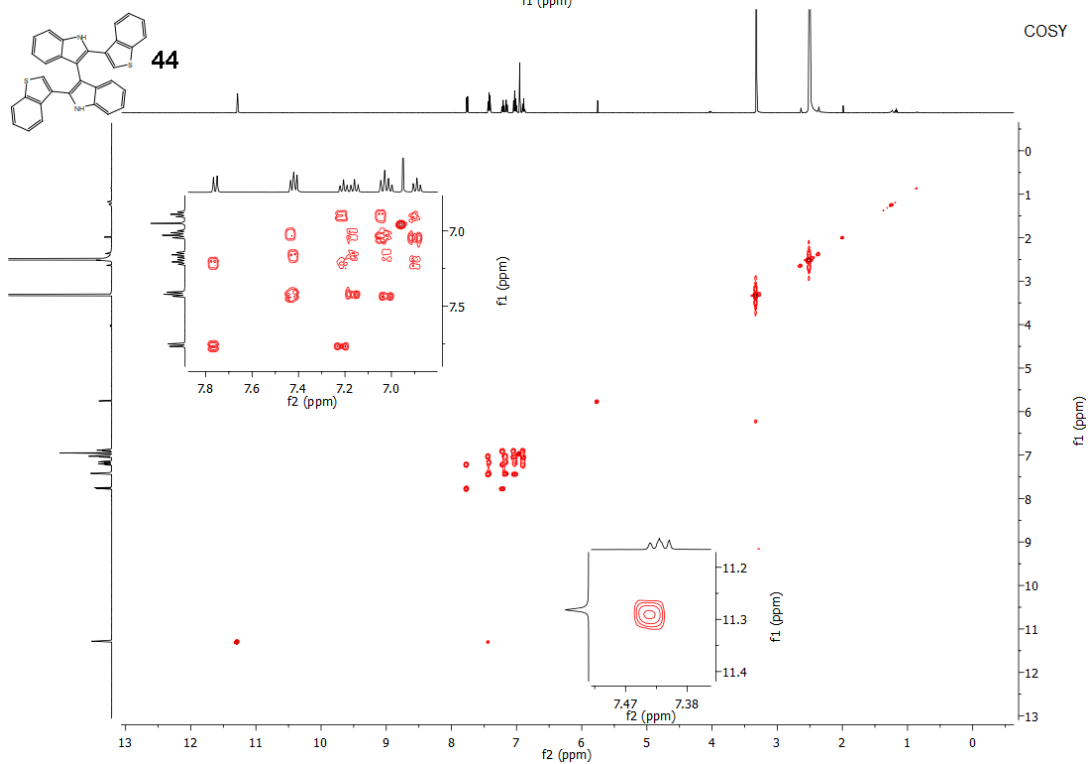 f1 (ppm)
COSY
NH
S
44
S
NH
0
1
2
3
4
5
6
7
8
9
10
11
12
13
f1 (ppm)
7.0
7.5
f1 (ppm)
7.8 7.6 7.4 7.2 7.0
f2 (ppm)
11.2
11.3
11.4
f1 (ppm)
7.47 7.38
f2 (ppm)
13 12 11 10 9 8 7 6 5 4 3 2 1 0
f2 (ppm)